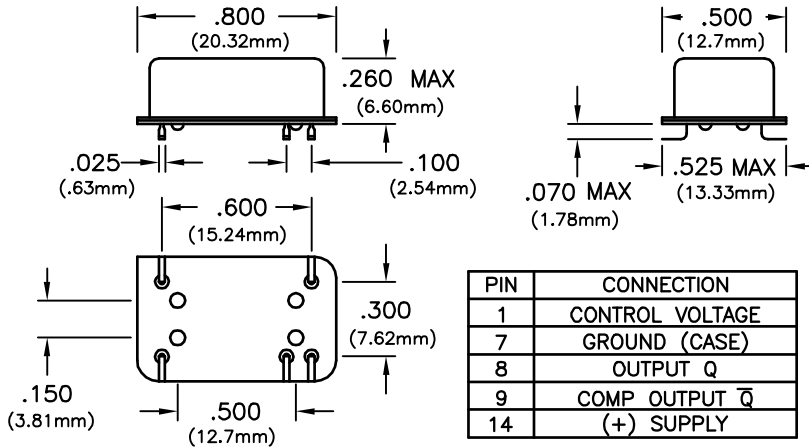 .800
(20.32mm)
.260 MAX
(6.60mm)
.025
(.63mm)
.100
(2.54mm)
.500
(12.7mm)
.070 MAX
(1.78mm)
.525 MAX
(13.33mm)
.600
(15.24mm)
.300
(7.62mm)
.150
(3.81mm)
.500
(12.7mm)
PIN CONNECTION
1 CONTROL VOLTAGE
7 GROUND (CASE)
8 OUTPUT Q
9 COMP OUTPUT Q̅
14 (+) SUPPLY